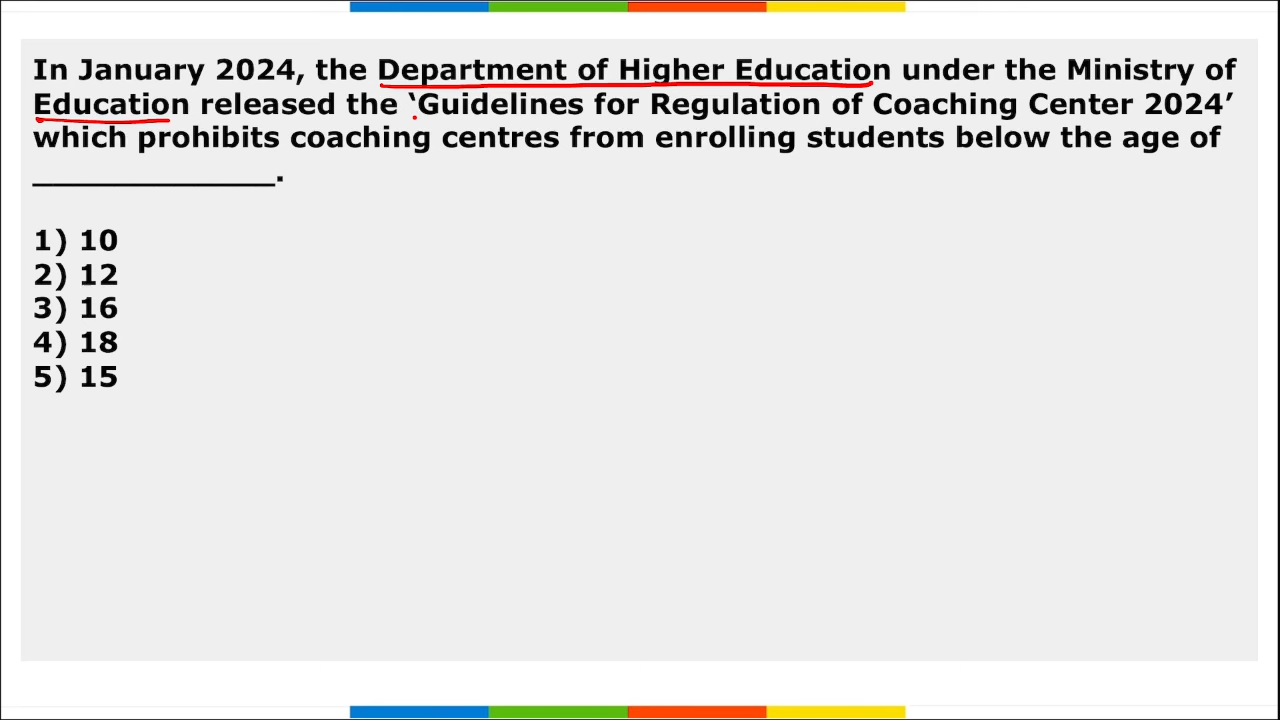 In January 2024, the Department of Higher Education under the Ministry of
Education released the ‘Guidelines for Regulation of Coaching Center 2024’
which prohibits coaching centres from enrolling students below the age of
______________.
1) 10
2) 12
3) 16
4) 18
5) 15